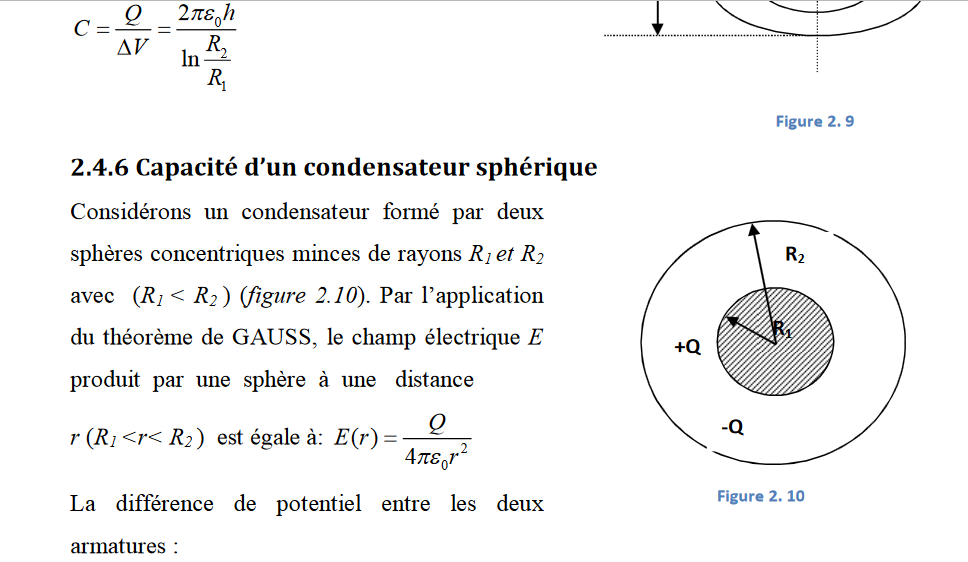 C = Q / ΔV = 2πε₀h / ln R₂/R₁
Figure 2. 9
2.4.6 Capacité d'un condensateur sphérique
Considérons un condensateur formé par deux
sphères concentriques minces de rayons R₁ et R₂
avec (R₁ < R₂ ) (figure 2.10). Par l'application
du théorème de GAUSS, le champ électrique E
produit par une sphère à une distance
r (R₁ <r< R₂ ) est égale à: E(r) = Q / 4πε₀r²
La différence de potentiel entre les deux
armatures :
R₂
R₁
+Q
-Q
Figure 2. 10